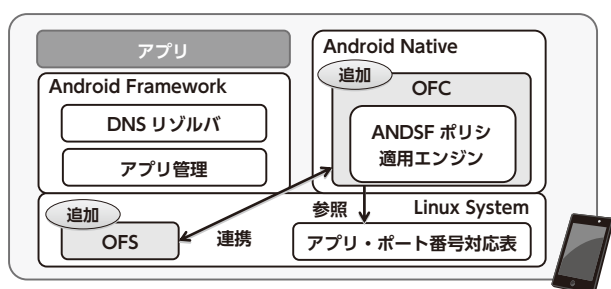 アプリ
Android Framework
DNS リゾルバ
アプリ管理
Android Native
追加
OFC
ANDSF ポリシ
適用エンジン
追加
OFS
連携
参照
Linux System
アプリ・ポート番号対応表